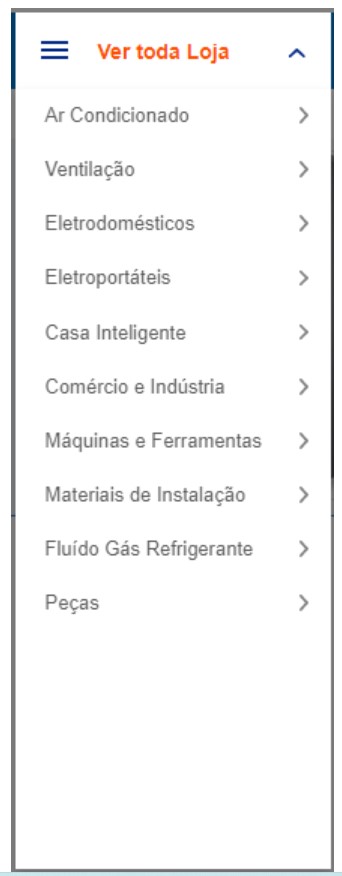 Ver toda Loja
Ar Condicionado
Ventilação
Eletrodomésticos
Eletroportáteis
Casa Inteligente
Comércio e Indústria
Máquinas e Ferramentas
Materiais de Instalação
Fluído Gás Refrigerante
Peças